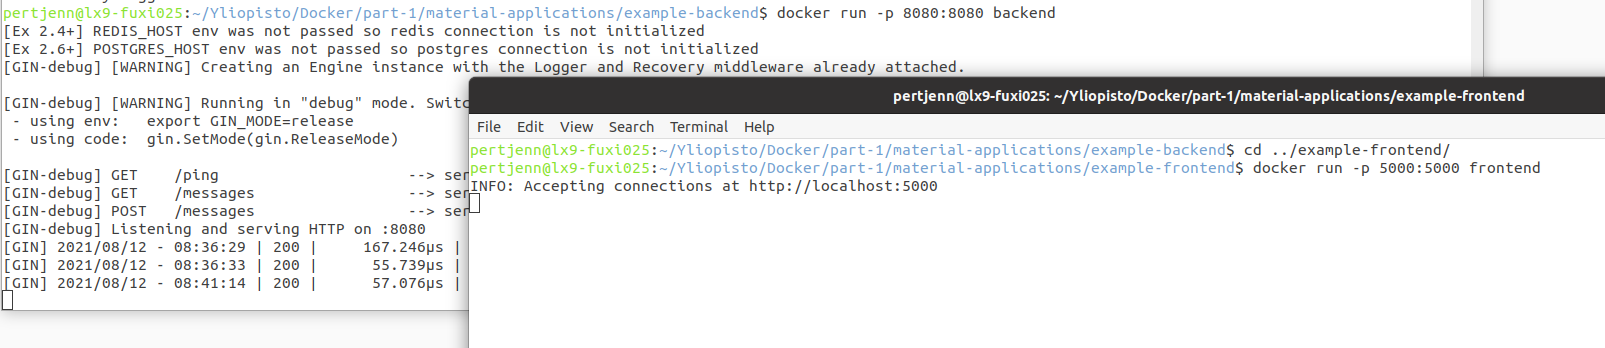 pertjenn@lx9-fuxi025:~/Yliopisto/Docker/part-1/material-applications/example-backend$ docker run -p 8080:8080 backend
[Ex 2.4+] REDIS_HOST env was not passed so redis connection is not initialized
[Ex 2.6+] POSTGRES_HOST env was not passed so postgres connection is not initialized
[GIN-debug] [WARNING] Creating an Engine instance with the Logger and Recovery middleware already attached.
[GIN-debug] [WARNING] Running in "debug" mode. Switc
- using env:   export GIN_MODE=release
- using code:  gin.SetMode(gin.ReleaseMode)
[GIN-debug] GET    /ping                     --> ser
[GIN-debug] GET    /messages                 --> ser
[GIN-debug] POST   /messages                 --> ser
[GIN-debug] Listening and serving HTTP on :8080
[GIN] 2021/08/12 - 08:36:29 | 200 |     167.246µs |
[GIN] 2021/08/12 - 08:36:33 | 200 |      55.739µs |
[GIN] 2021/08/12 - 08:41:14 | 200 |      57.076µs |
pertjenn@lx9-fuxi025: ~/Yliopisto/Docker/part-1/material-applications/example-frontend
File Edit View Search Terminal Help
pertjenn@lx9-fuxi025:~/Yliopisto/Docker/part-1/material-applications/example-backend$ cd ../example-frontend/
pertjenn@lx9-fuxi025:~/Yliopisto/Docker/part-1/material-applications/example-frontend$ docker run -p 5000:5000 frontend
INFO: Accepting connections at http://localhost:5000